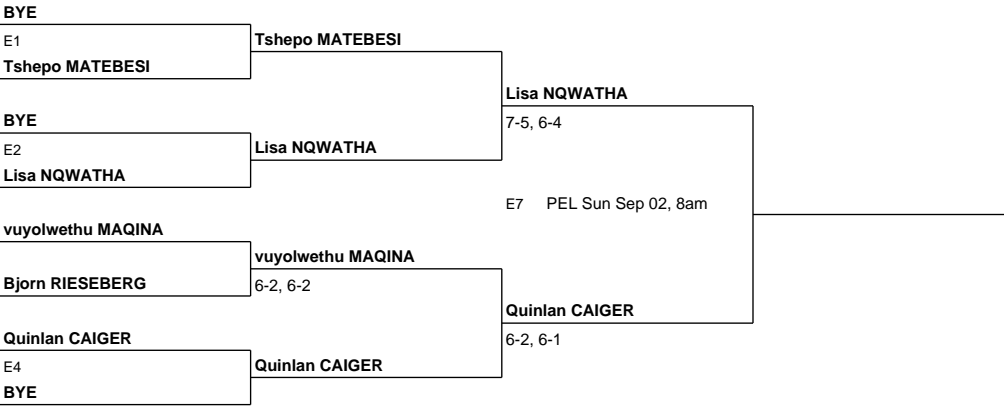 BYE
E1
Tshepo MATEBESI
Tshepo MATEBESI
BYE
E2
Lisa NQWATHA
Lisa NQWATHA
Lisa NQWATHA
7-5, 6-4
E7 PEL Sun Sep 02, 8am
vuyolwethu MAQINA
Bjorn RIESEBERG
vuyolwethu MAQINA
6-2, 6-2
Quinlan CAIGER
E4
BYE
Quinlan CAIGER
Quinlan CAIGER
6-2, 6-1